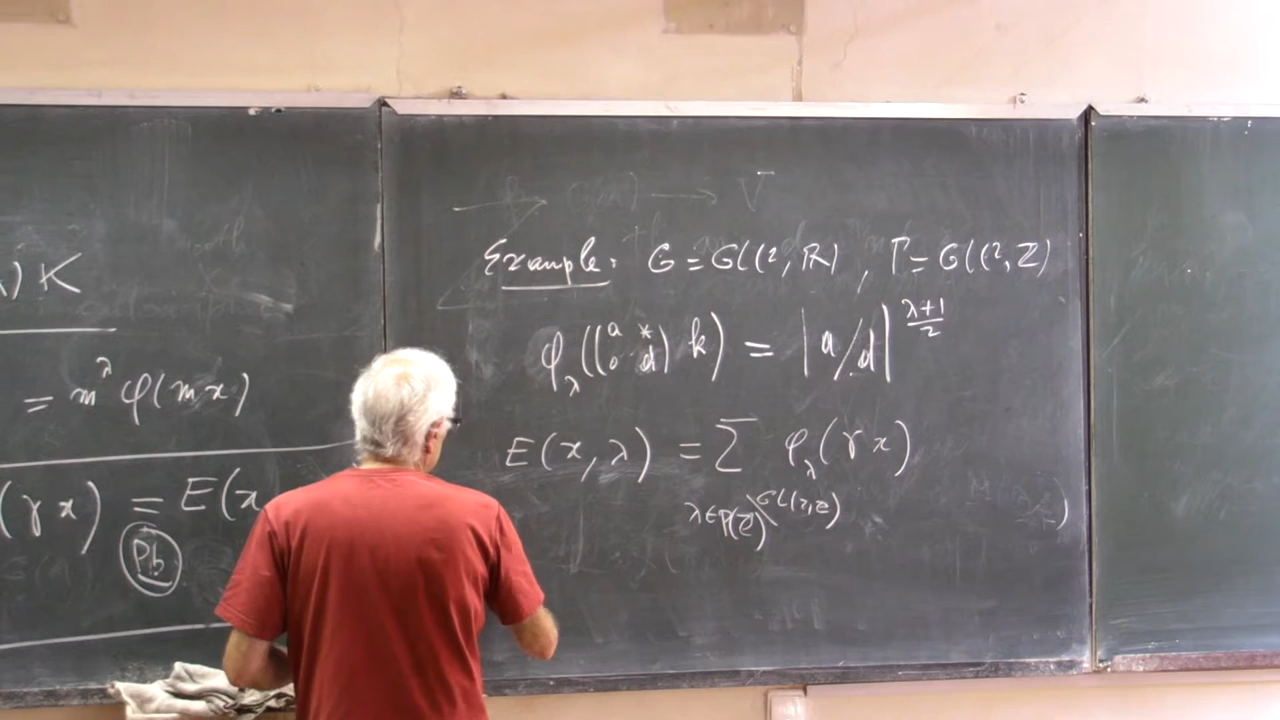 ) K
= m^λ φ(mx)
(γx) = E(x
Pb
→ V
Example: G = GL(2, R), Γ = GL(2, Z)
φ_λ((a * 0 d) k) = |a/d|^{(λ+1)/2}
E(x, λ) = Σ φ_λ(γx)
λ∈P(Z)\GL(2,Z)